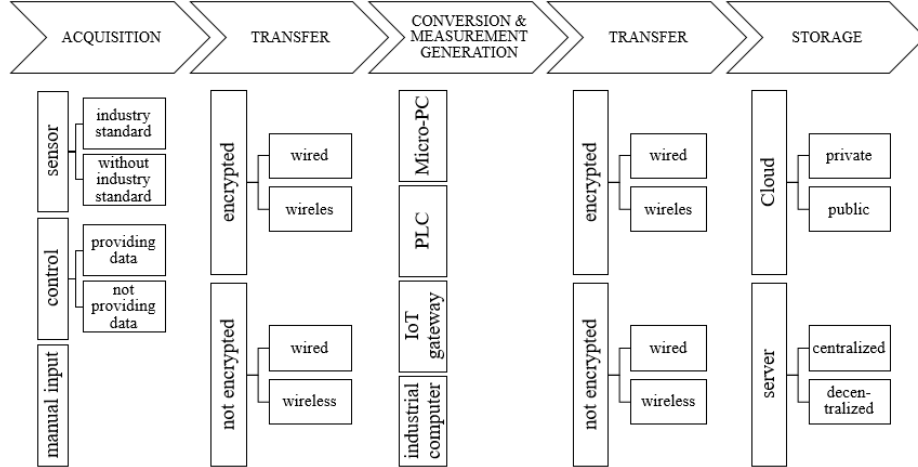 ACQUISITION
TRANSFER
CONVERSION &
MEASUREMENT
GENERATION
TRANSFER
STORAGE
sensor
industry
standard
without
industry
standard
control
providing
data
not
providing
data
manual input
encrypted
wired
wireles
not encrypted
wired
wireless
Micro-PC
PLC
IoT
gateway
industrial
computer
encrypted
wired
wireles
not encrypted
wired
wireless
Cloud
private
public
server
centralized
decen-
tralized